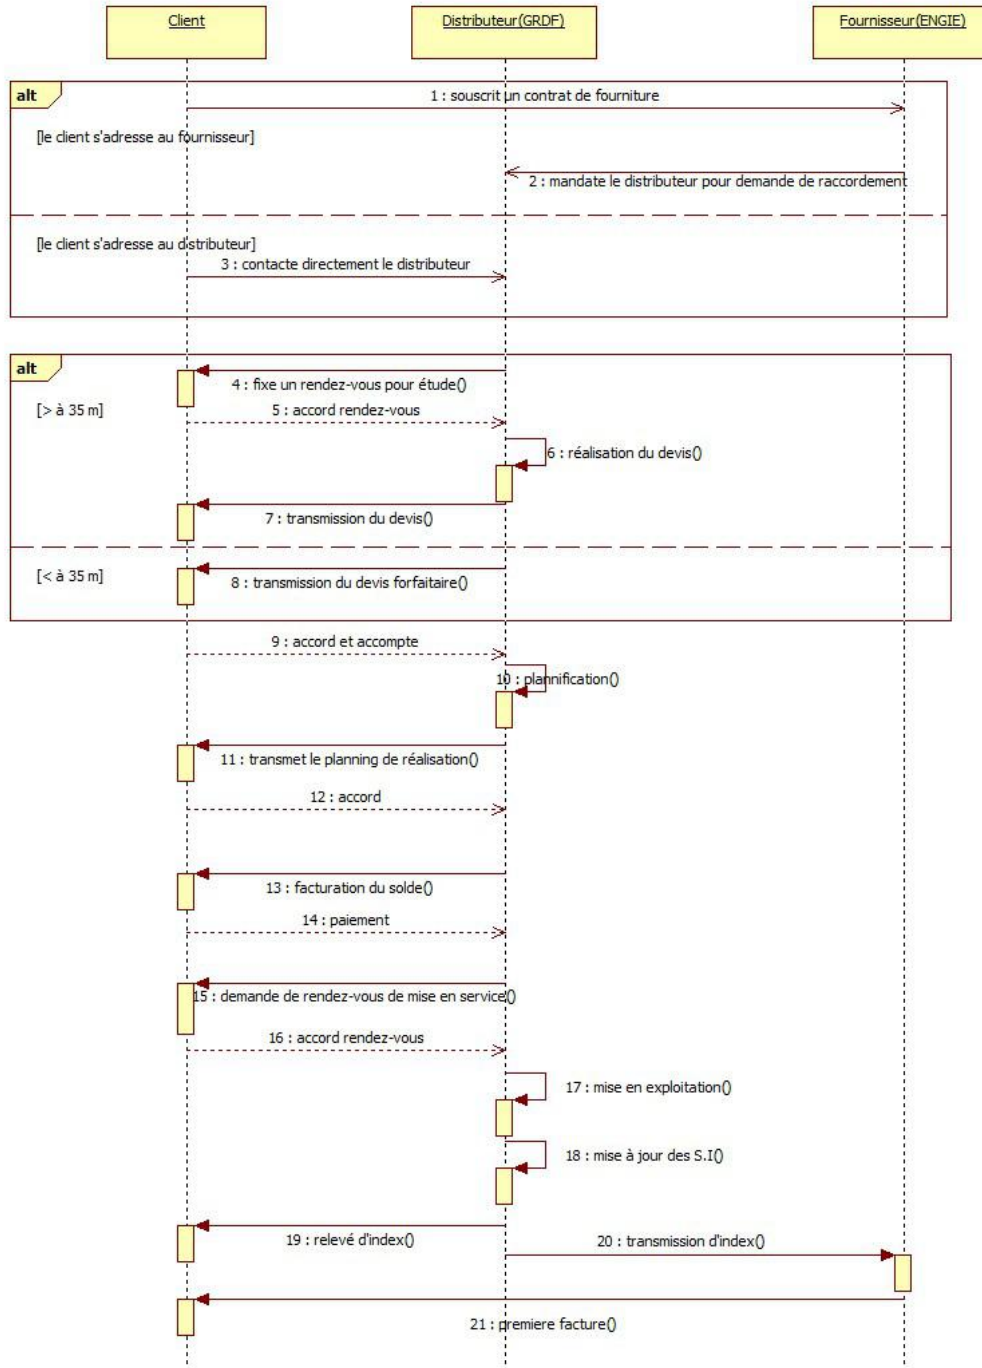 Client
Distributeur(GRDF)
Fournisseur(ENGIE)
alt
1 : souscrit un contrat de fourniture
[le client s'adresse au fournisseur]
2 : mandate le distributeur pour demande de raccordement
[le client s'adresse au distributeur]
3 : contacte directement le distributeur
alt
4 : fixe un rendez-vous pour étude()
[> à 35 m]
5 : accord rendez-vous
6 : réalisation du devis()
7 : transmission du devis()
[< à 35 m]
8 : transmission du devis forfaitaire()
9 : accord et accompte
10 : plannification()
11 : transmet le planning de réalisation()
12 : accord
13 : facturation du solde()
14 : paiement
15 : demande de rendez-vous de mise en service()
16 : accord rendez-vous
17 : mise en exploitation()
18 : mise à jour des S.I()
19 : relevé d'index()
20 : transmission d'index()
21 : premiere facture()